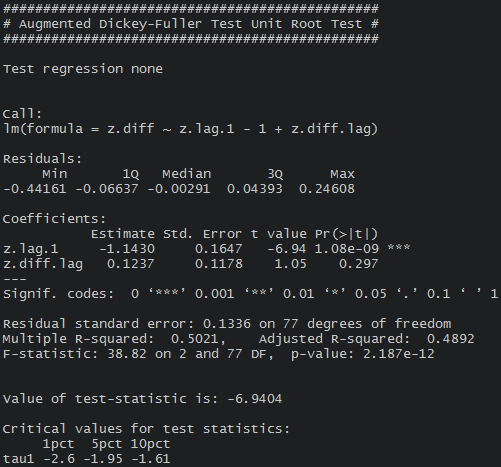 ###############################################
# Augmented Dickey-Fuller Test Unit Root Test #
###############################################
Test regression none
Call:
lm(formula = z.diff ~ z.lag.1 - 1 + z.diff.lag)
Residuals:
Min 1Q Median 3Q Max
-0.44161 -0.06637 -0.00291 0.04393 0.24608
Coefficients:
Estimate Std. Error t value Pr(>|t|)
z.lag.1 -1.1430 0.1647 -6.94 1.08e-09 ***
z.diff.lag 0.1237 0.1178 1.05 0.297
---
Signif. codes: 0 ‘***’ 0.001 ‘**’ 0.01 ‘*’ 0.05 ‘.’ 0.1 ‘ ’ 1
Residual standard error: 0.1336 on 77 degrees of freedom
Multiple R-squared: 0.5021, Adjusted R-squared: 0.4892
F-statistic: 38.82 on 2 and 77 DF, p-value: 2.187e-12
Value of test-statistic is: -6.9404
Critical values for test statistics:
1pct 5pct 10pct
tau1 -2.6 -1.95 -1.61